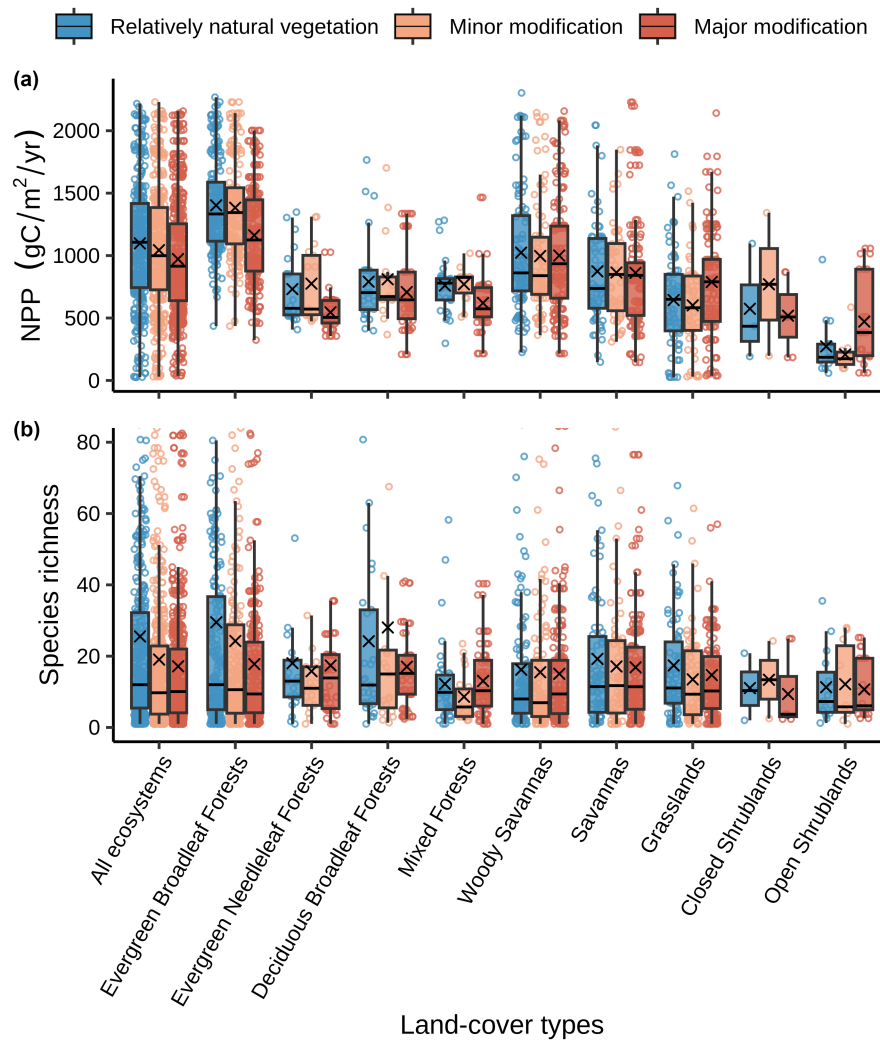 Relatively natural vegetation Minor modification Major modification
(a)
NPP (gC/m²/yr)
2000
1500
1000
500
0
(b)
Species richness
80
60
40
20
0
All ecosystems
Evergreen Broadleaf Forests
Evergreen Needleleaf Forests
Deciduous Broadleaf Forests
Mixed Forests
Woody Savannas
Savannas
Grasslands
Closed Shrublands
Open Shrublands
Land-cover types